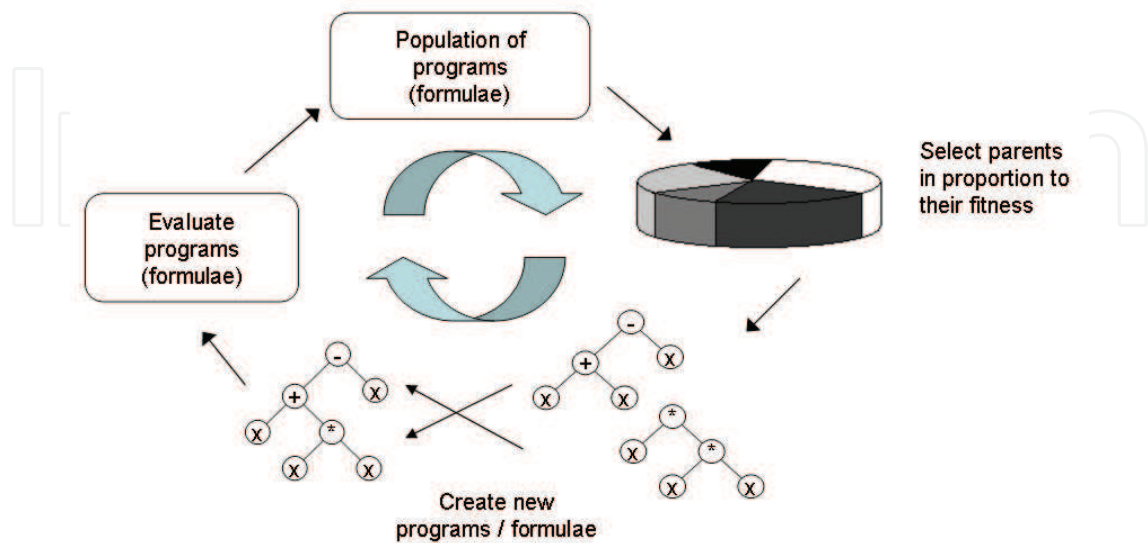 Population of
programs
(formulae)
Select parents
in proportion to
their fitness
Evaluate
programs
(formulae)
-
+
x
x
x
*
x
*
x
x
-
+
x
x
*
x
x
Create new
programs / formulae